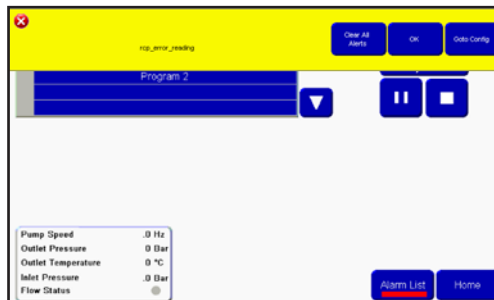 Clear All
Alerts
OK
Goto Config
rcp_error_reading
Program 2
Pump Speed .0 Hz
Outlet Pressure 0 Bar
Outlet Temperature 0 °C
Inlet Pressure .0 Bar
Flow Status
Alarm List
Home